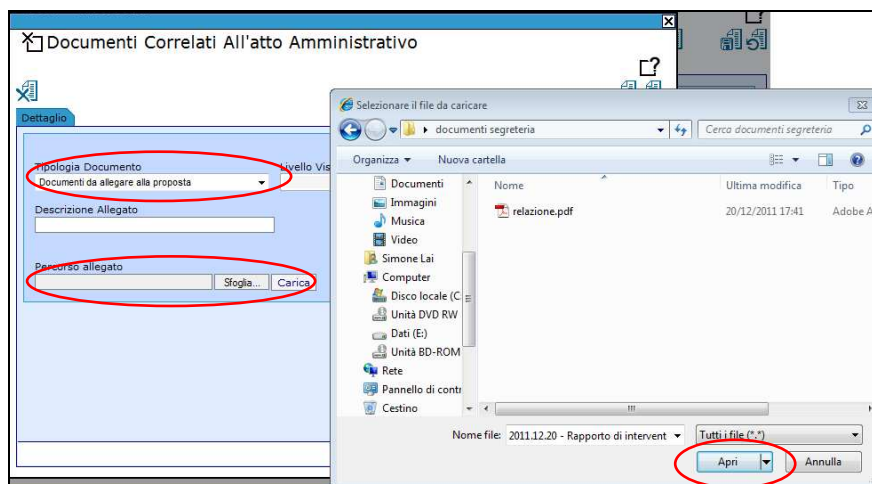 Documenti Correlati All'atto Amministrativo
Dettaglio
Tipologia Documento
Livello Vis
Documenti da allegare alla proposta
Descrizione Allegato
Percorso allegato
Sfoglia...
Carica
Selezionare il file da caricare
documenti segreteria
Cerca documenti segreteria
Organizza
Nuova cartella
Documenti
Immagini
Musica
Video
Simone Lai
Computer
Disco locale (C
Unità DVD RW
Dati (E:)
Unità BD-ROM
Rete
Pannello di contr
Cestino
Nome
Ultima modifica
Tipo
relazione.pdf
20/12/2011 17:41
Adobe A
Nome file:
2011.12.20 - Rapporto di intervent
Tutti i file (*.*)
Apri
Annulla